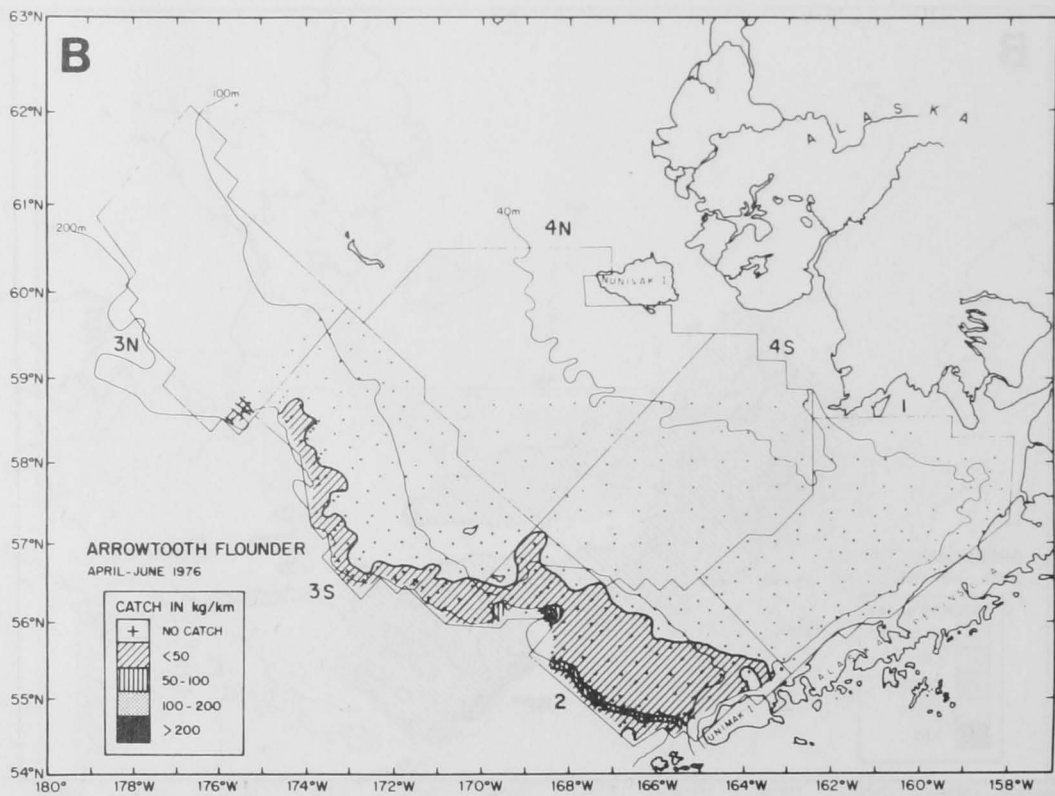 B
63°N
62°N
61°N
60°N
59°N
58°N
57°N
56°N
55°N
54°N
100m
200m
40m
4N
NUNIVAK I
ALASKA
3N
4S
1
ARROWTOOTH FLOUNDER
APRIL-JUNE 1976
3S
CATCH IN kg/km
+ NO CATCH
<50
50-100
100-200
>200
2
ALASKA PENINSULA
UNIMAK I
180° 178°W 176°W 174°W 172°W 170°W 168°W 166°W 164°W 162°W 160°W 158°W